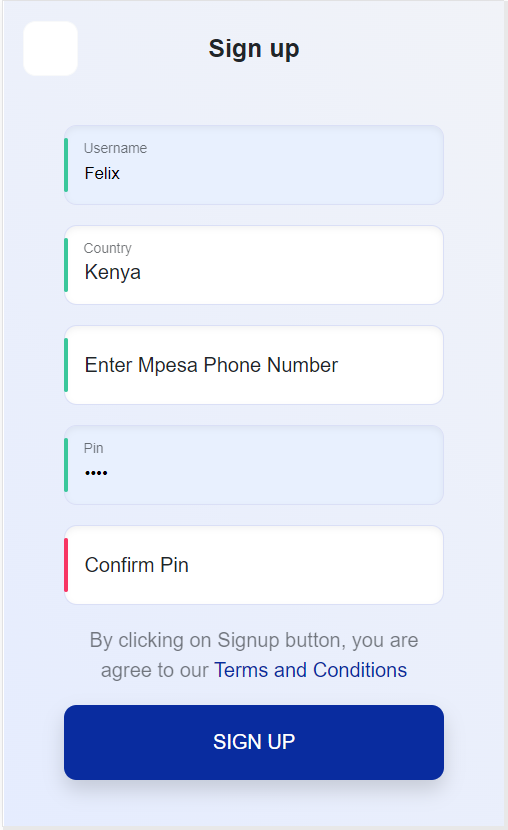 Sign up
Username
Felix
Country
Kenya
Enter Mpesa Phone Number
Pin
••••
Confirm Pin
By clicking on Signup button, you are
agree to our Terms and Conditions
SIGN UP